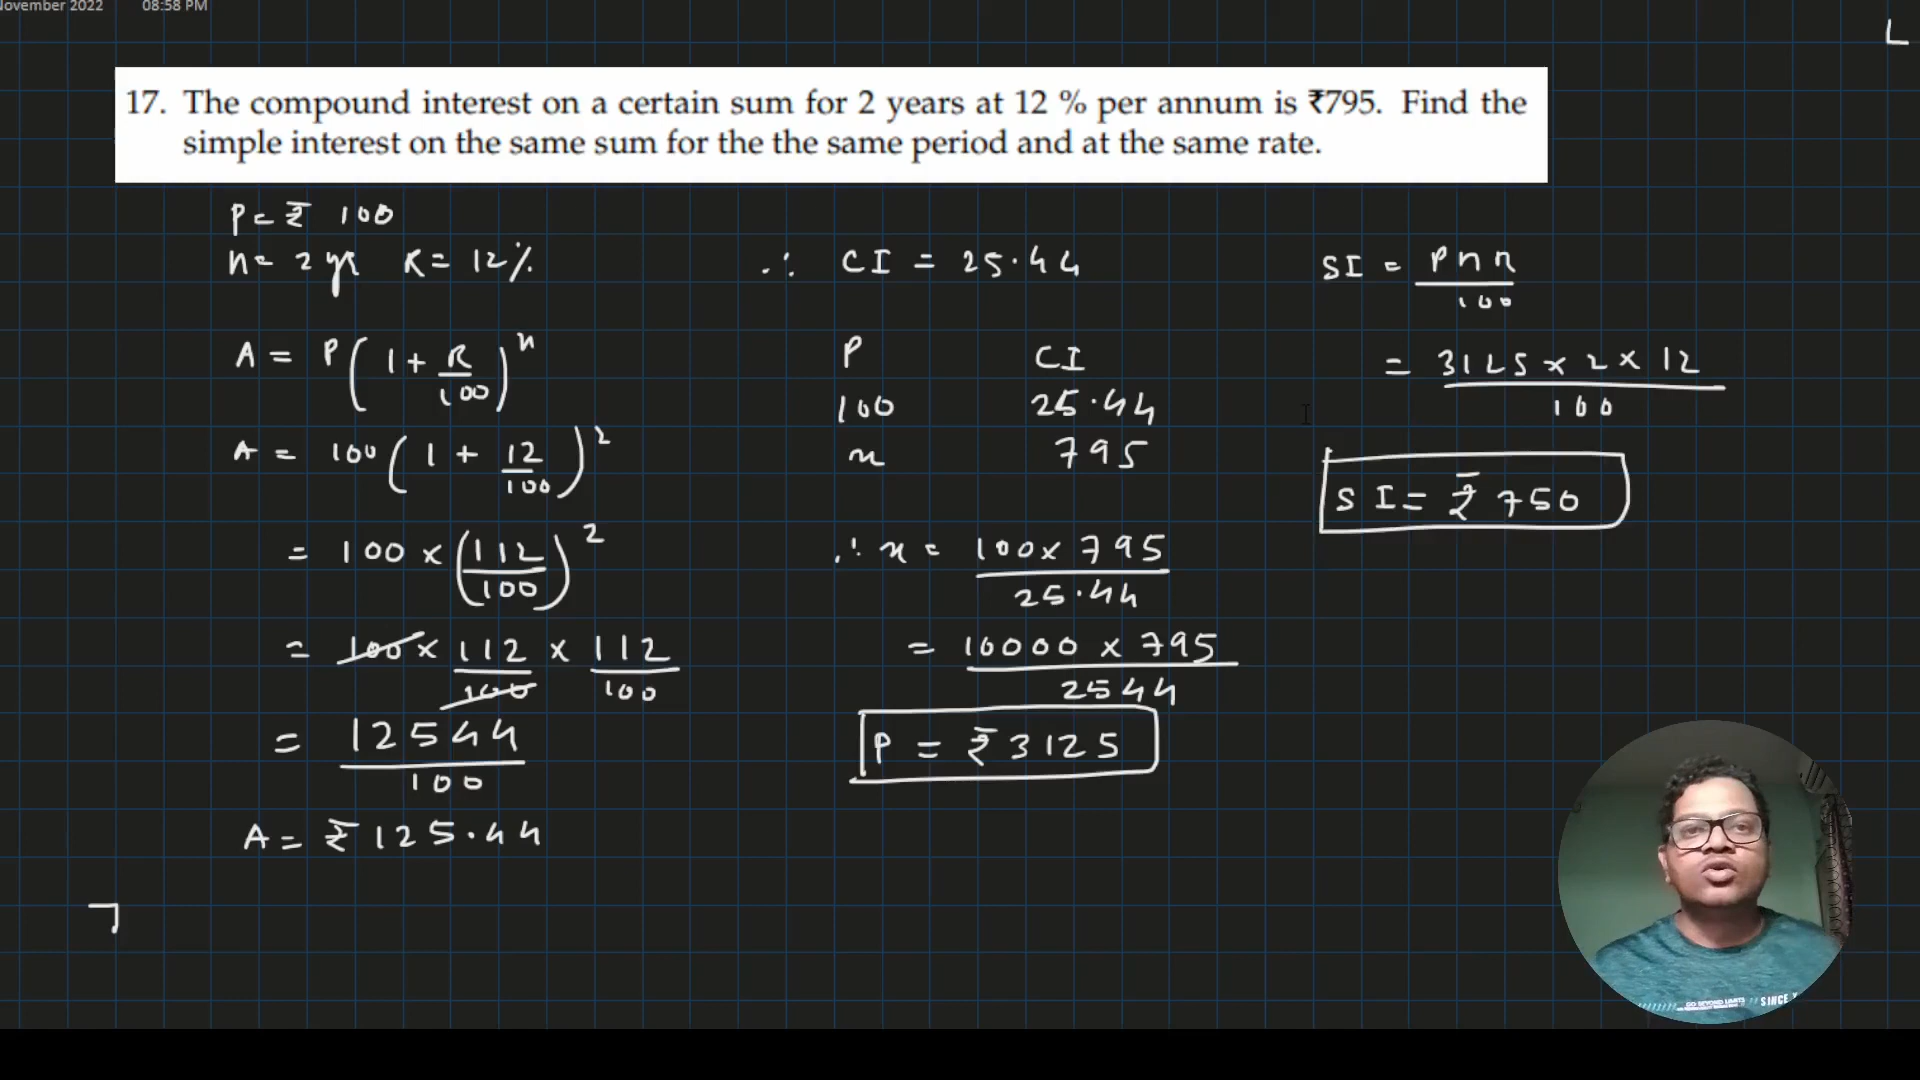 November 2022 08:58 PM
17. The compound interest on a certain sum for 2 years at 12 % per annum is ₹795. Find the
simple interest on the same sum for the the same period and at the same rate.
P = ₹ 100
n = 2 yr R = 12%
A = P(1 + R/100)^n
A = 100(1 + 12/100)^2
= 100 × (112/100)^2
= 100 × 112/100 × 112/100
= 12544/100
A = ₹ 125.44
∴ CI = 25.44
P CI
100 25.44
x 795
∴ x = 100 × 795/25.44
= 10000 × 795/2544
P = ₹ 3125
SI = PNR/100
= 3125 × 2 × 12/100
SI = ₹ 750
GO BEYOND LIMITS
SINCE